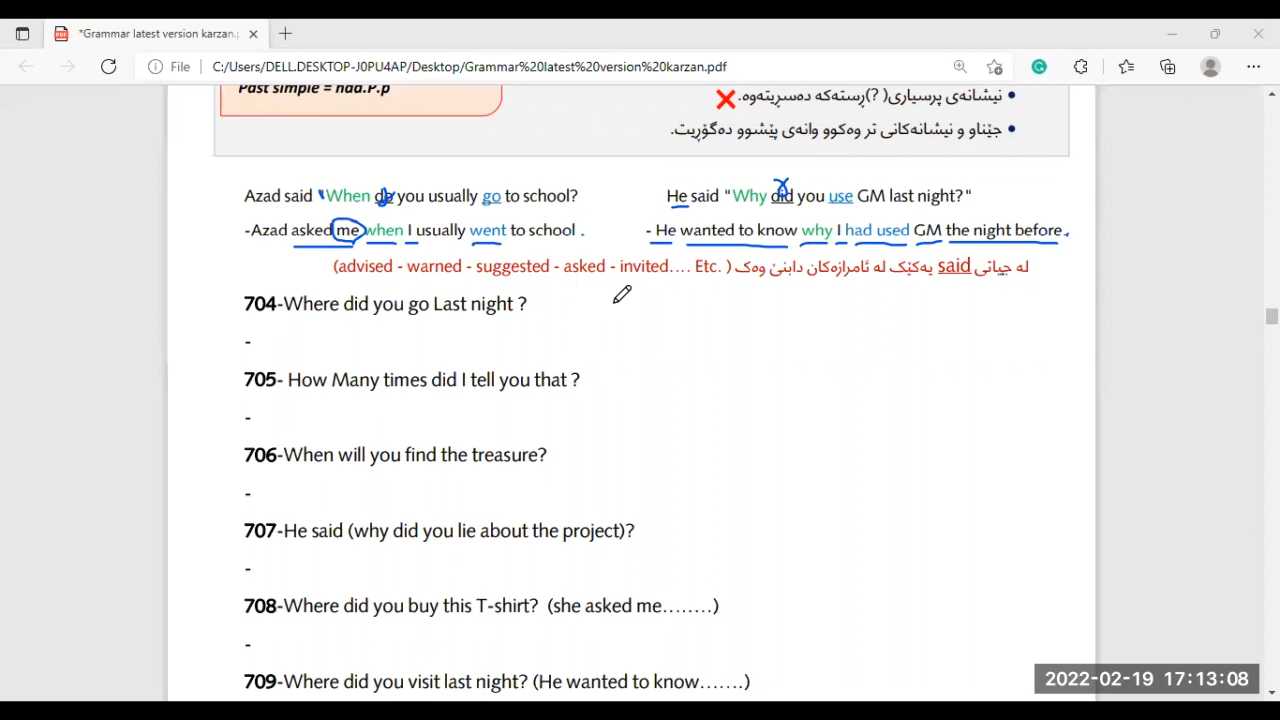 *Grammar latest version karzan.p
File C:/Users/DELL.DESKTOP-J0PU4AP/Desktop/Grammar%20latest%20version%20karzan.pdf
Past simple = had.P.p
• نیشانەی پرسیاری( ?)ڕستەکە دەسڕیتەوە.
• جێناو و نیشانەکانی تر وەکوو وانەی پێشوو دەگۆڕیت.
Azad said "When do you usually go to school?
He said "Why did you use GM last night?"
-Azad asked me when I usually went to school .
- He wanted to know why I had used GM the night before.
لە جیاتی said یەکێک لە ئامرازەکان دابنێ وەک (advised - warned - suggested - asked - invited.... Etc. )
704-Where did you go Last night ?
-
705- How Many times did I tell you that ?
-
706-When will you find the treasure?
-
707-He said (why did you lie about the project)?
-
708-Where did you buy this T-shirt? (she asked me........)
-
709-Where did you visit last night? (He wanted to know.......)
2022-02-19 17:13:08